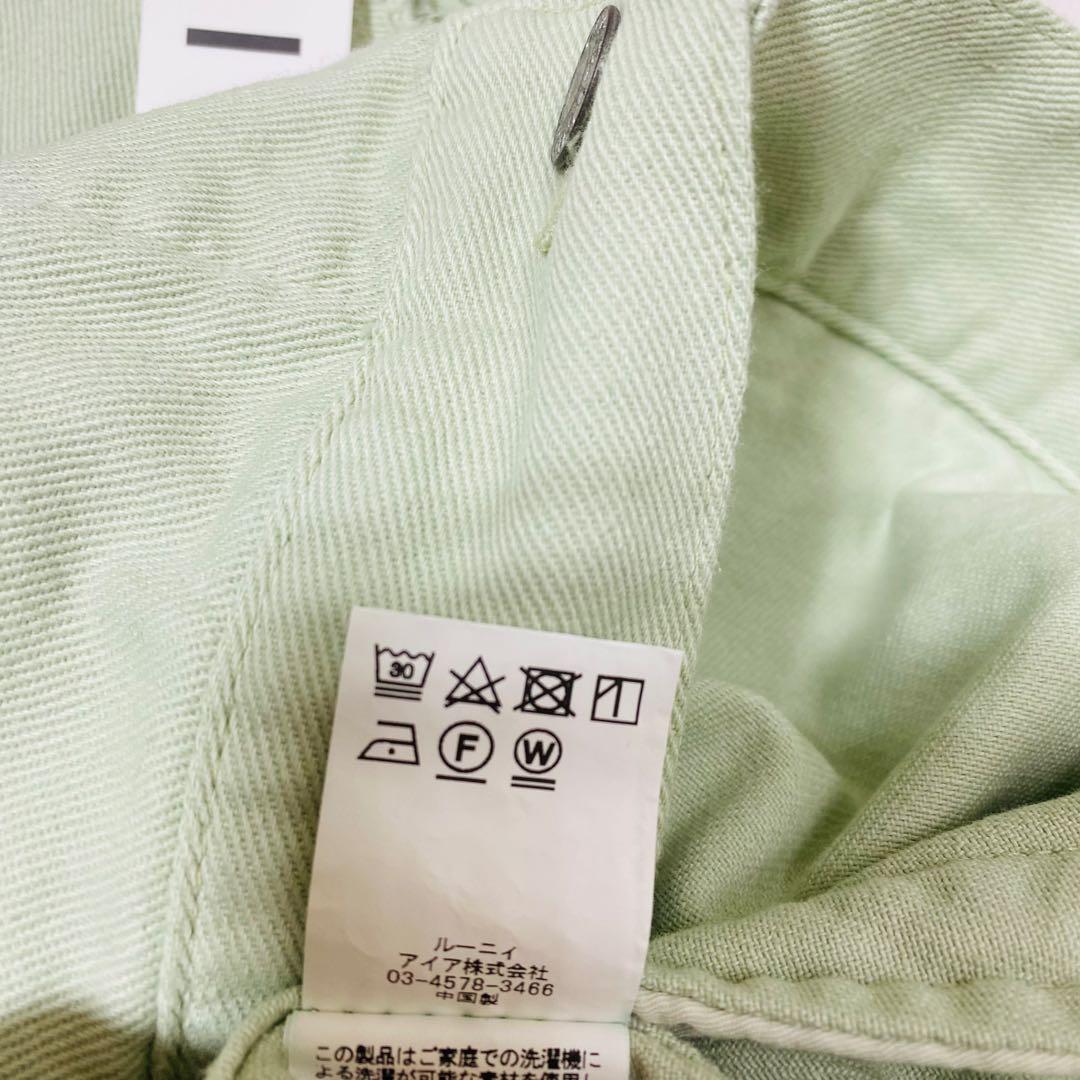 30
F W
ルーニィ
アイア株式会社
03-4578-3466
中国製
この製品はご家庭での洗濯機に
よる洗濯が可能な素材を使用し